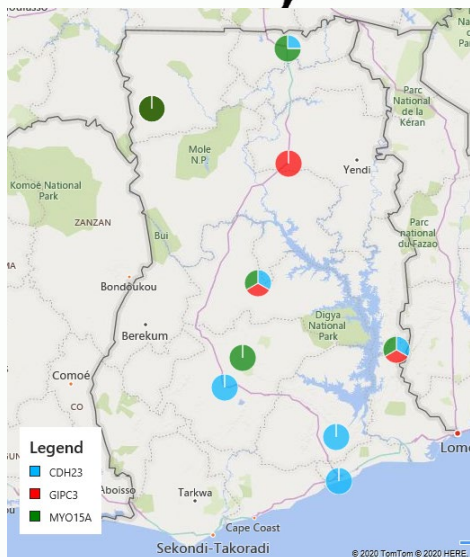 Parc
National
de la
Kéran
Mole
N.P.
Yendi
Komoé National
Park
ZANZAN
Bui
Parc
national
du Fazao
Bondoukou
Digya
National
Park
Berekum
Comoé
CO
Legend
CDH23
GIPC3
MYO15A
Lomé
Aboisso
Tarkwa
Cape Coast
Sekondi-Takoradi
© 2020 TomTom © 2020 HERE